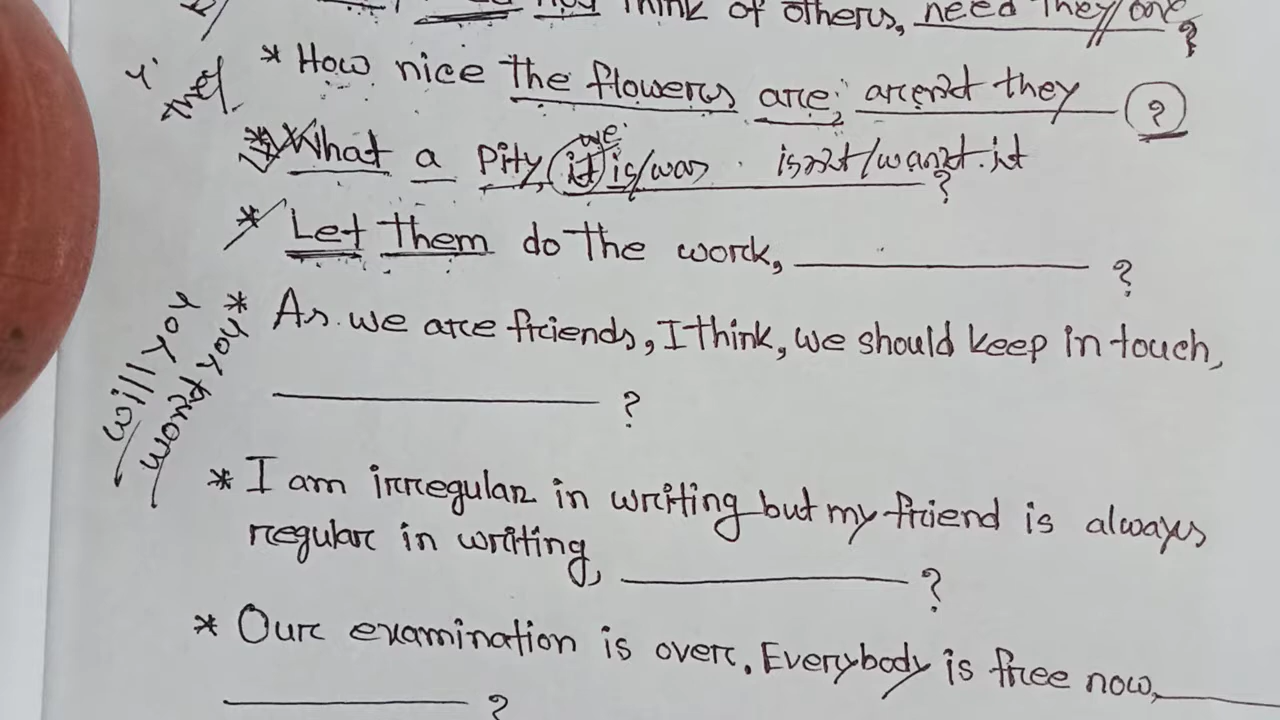 think of others, need they/one?
* How nice the flowers are, aren't they ?
* What a pity, it is/was. isn't/wasn't it ?
* Let them do the work, ?
* As we are friends, I think, we should keep in touch,
?
* I am irregular in writing but my friend is always
regular in writing, ?
* Our examination is over. Everybody is free now,
?
will you